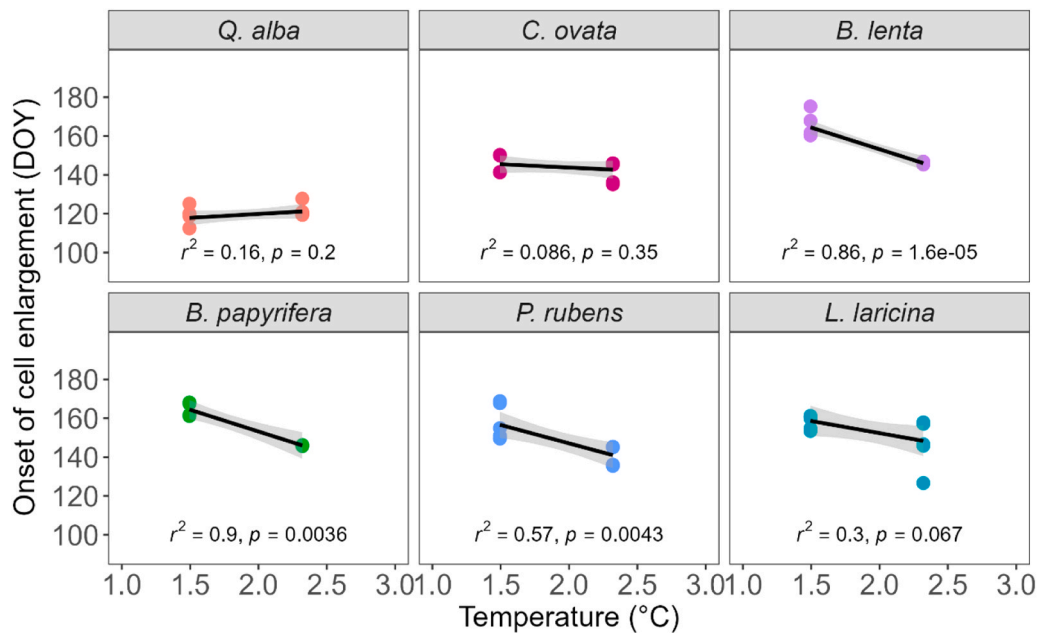 Q. alba
C. ovata
B. lenta
Onset of cell enlargement (DOY)
180
160
140
120
100
r² = 0.16, p = 0.2
r² = 0.086, p = 0.35
r² = 0.86, p = 1.6e-05
B. papyrifera
P. rubens
L. laricina
180
160
140
120
100
r² = 0.9, p = 0.0036
r² = 0.57, p = 0.0043
r² = 0.3, p = 0.067
1.0 1.5 2.0 2.5 3.0 1.0 1.5 2.0 2.5 3.0 1.0 1.5 2.0 2.5 3.0
Temperature (°C)